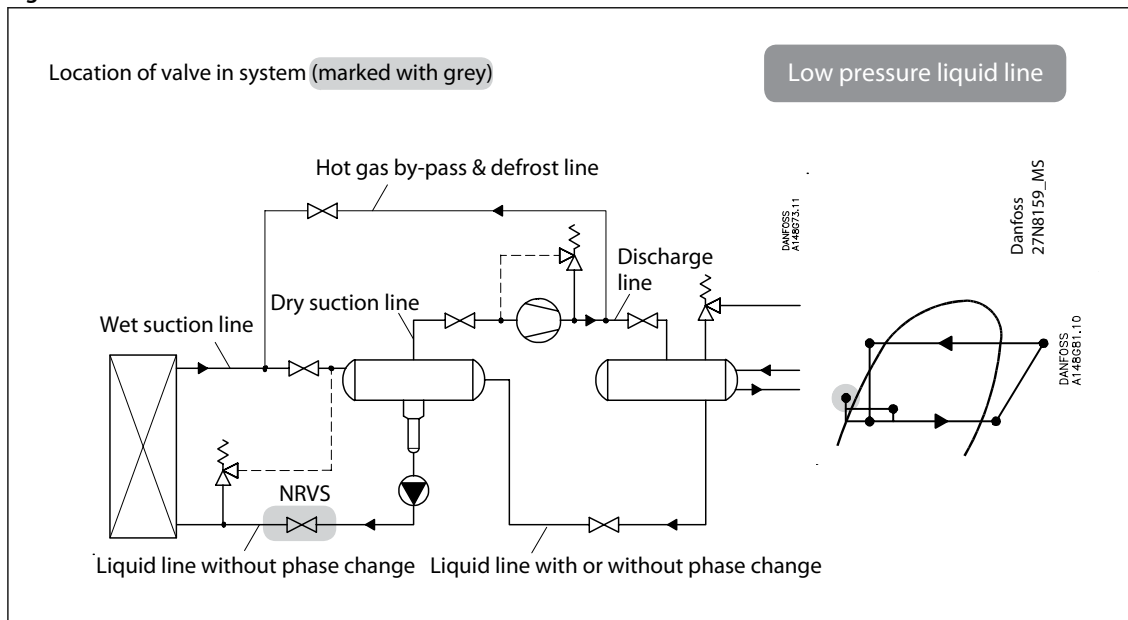 Location of valve in system (marked with grey)
Low pressure liquid line
Hot gas by-pass & defrost line
DANFOSS
A148G73.11
Danfoss
27N8159_MS
Discharge
line
Dry suction line
Wet suction line
DANFOSS
A148G81.10
NRVS
Liquid line without phase change
Liquid line with or without phase change